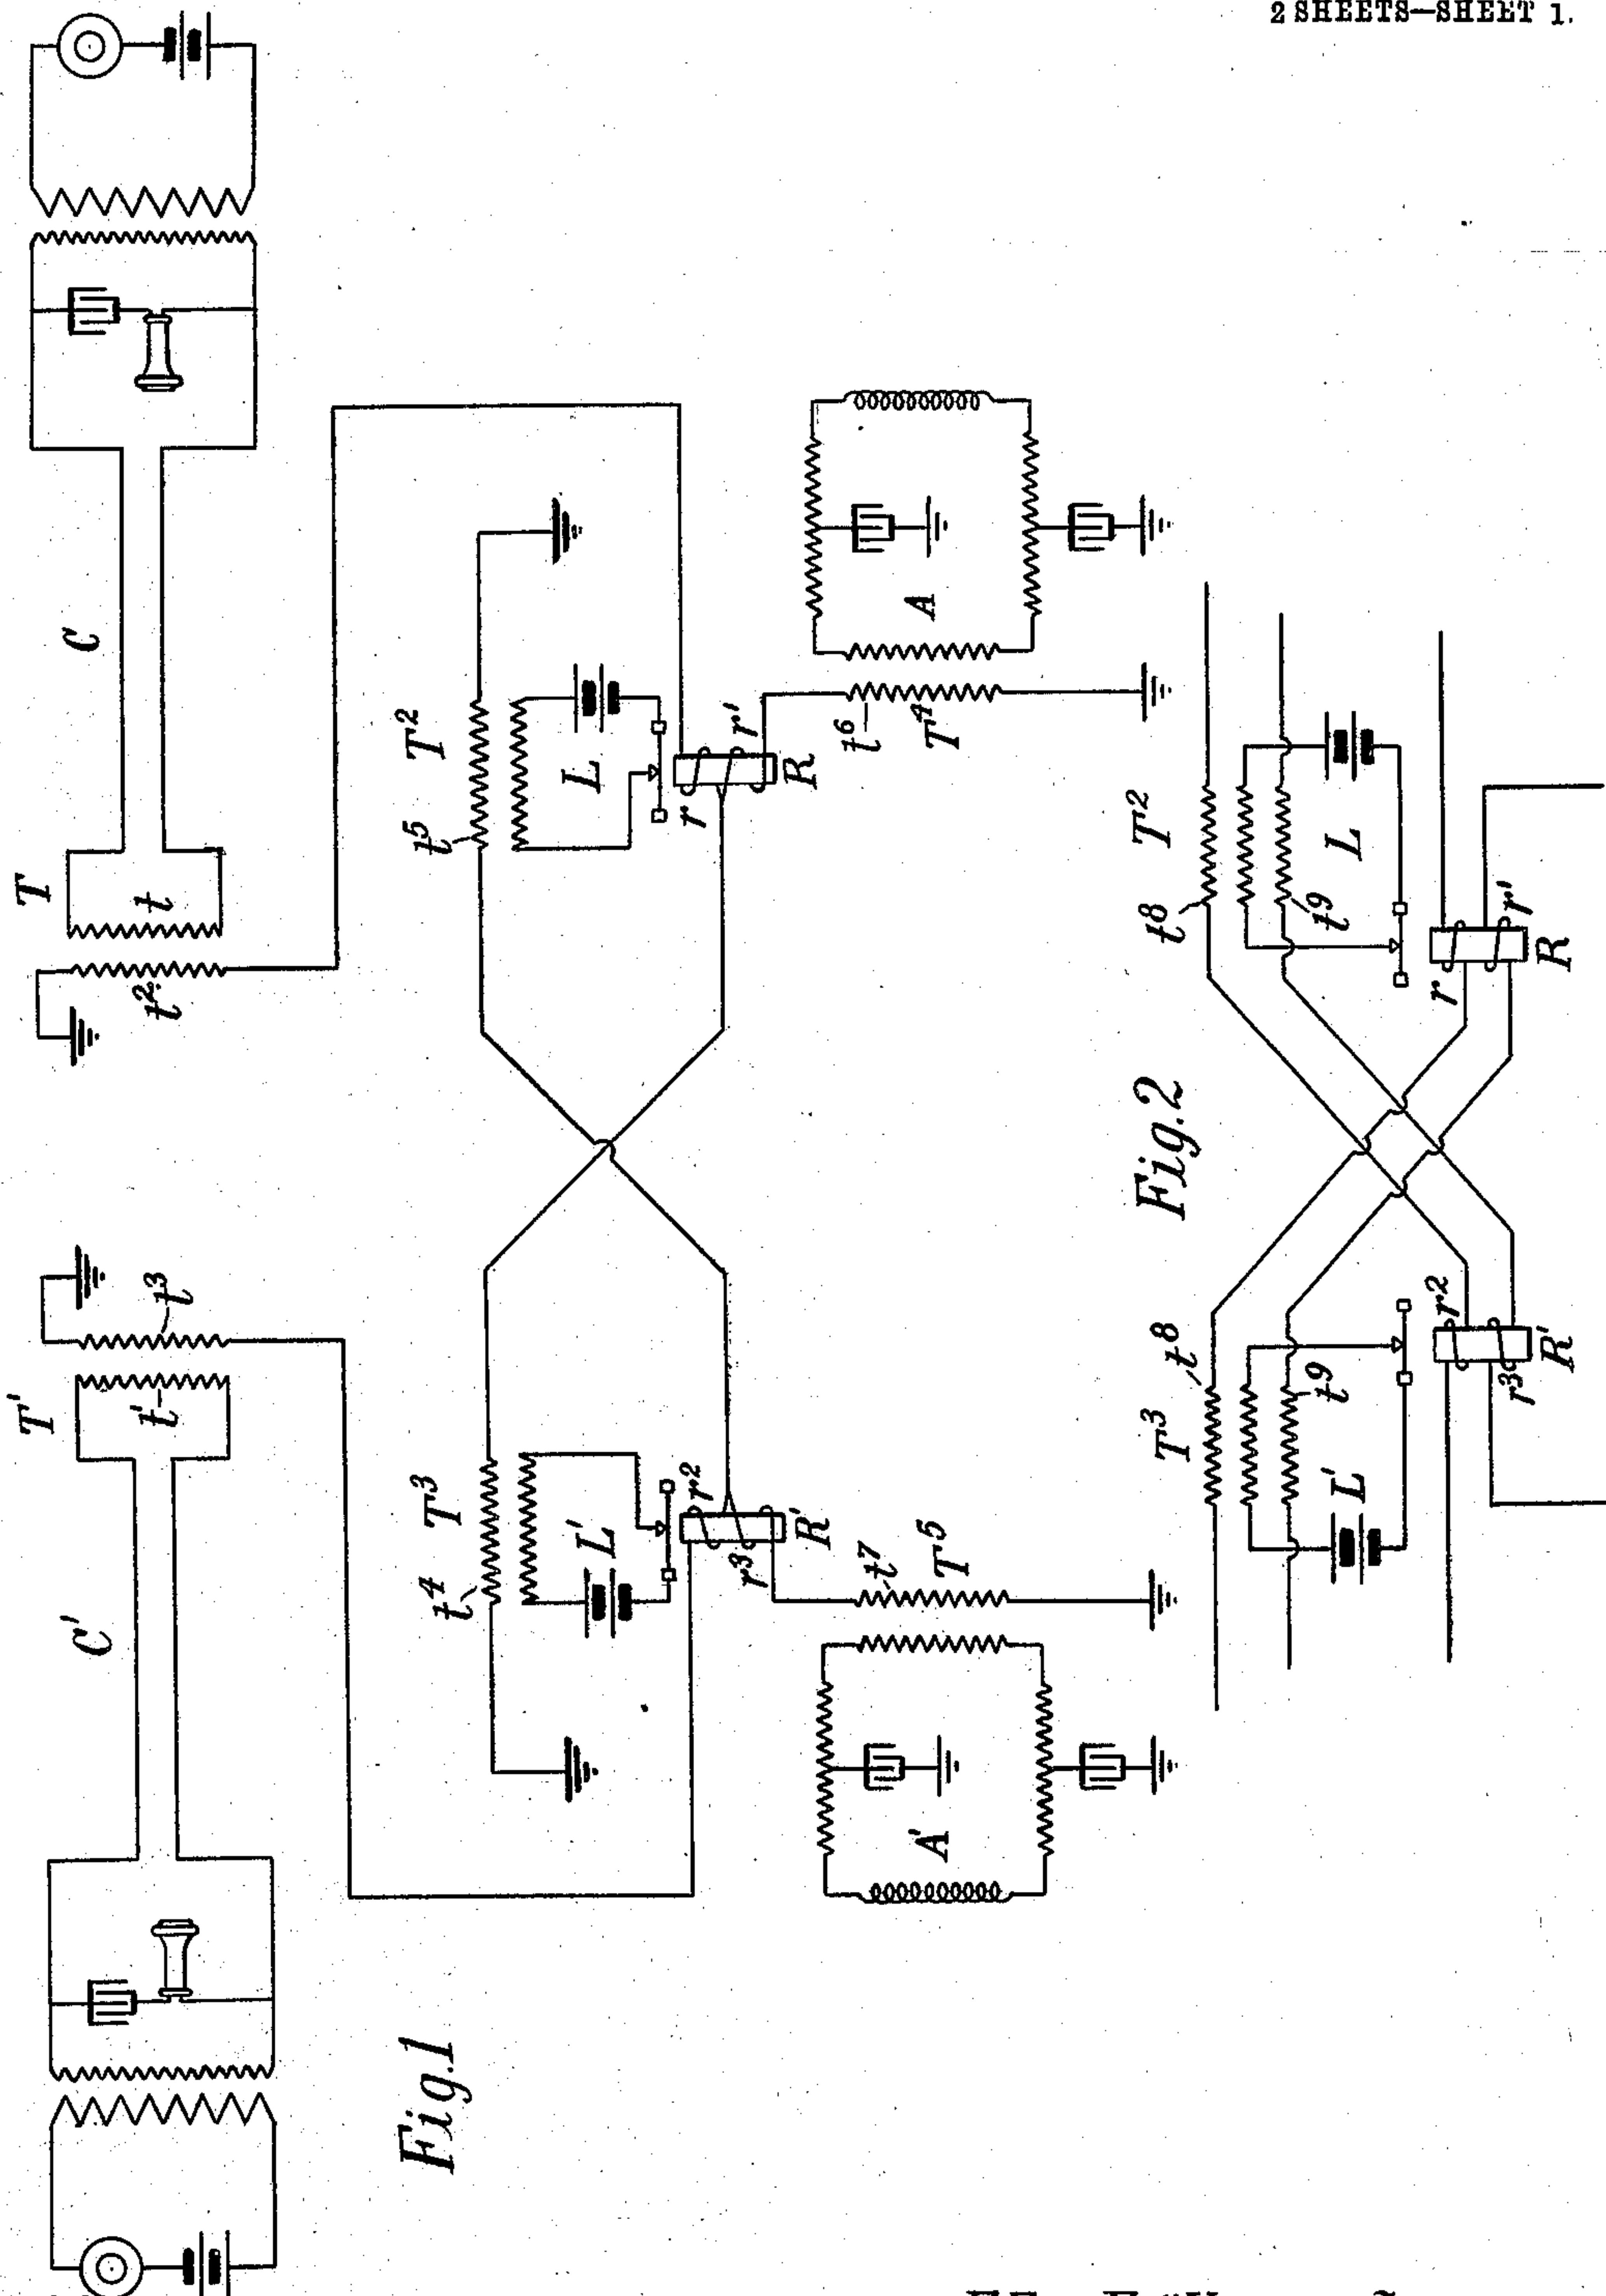 2 SHEETS—SHEET 1.
C
T
t
t²
T'
t'
t³
C'
T²
t⁵
L
r
r'
R
t⁶
T⁴
A
T³
t⁴
L'
r²
r³
R'
t⁷
T⁵
A'
Fig.1
T²
t⁸
t⁹
L
r
r'
R
Fig.2
T³
t⁸
t⁹
L'
r²
r³
R'